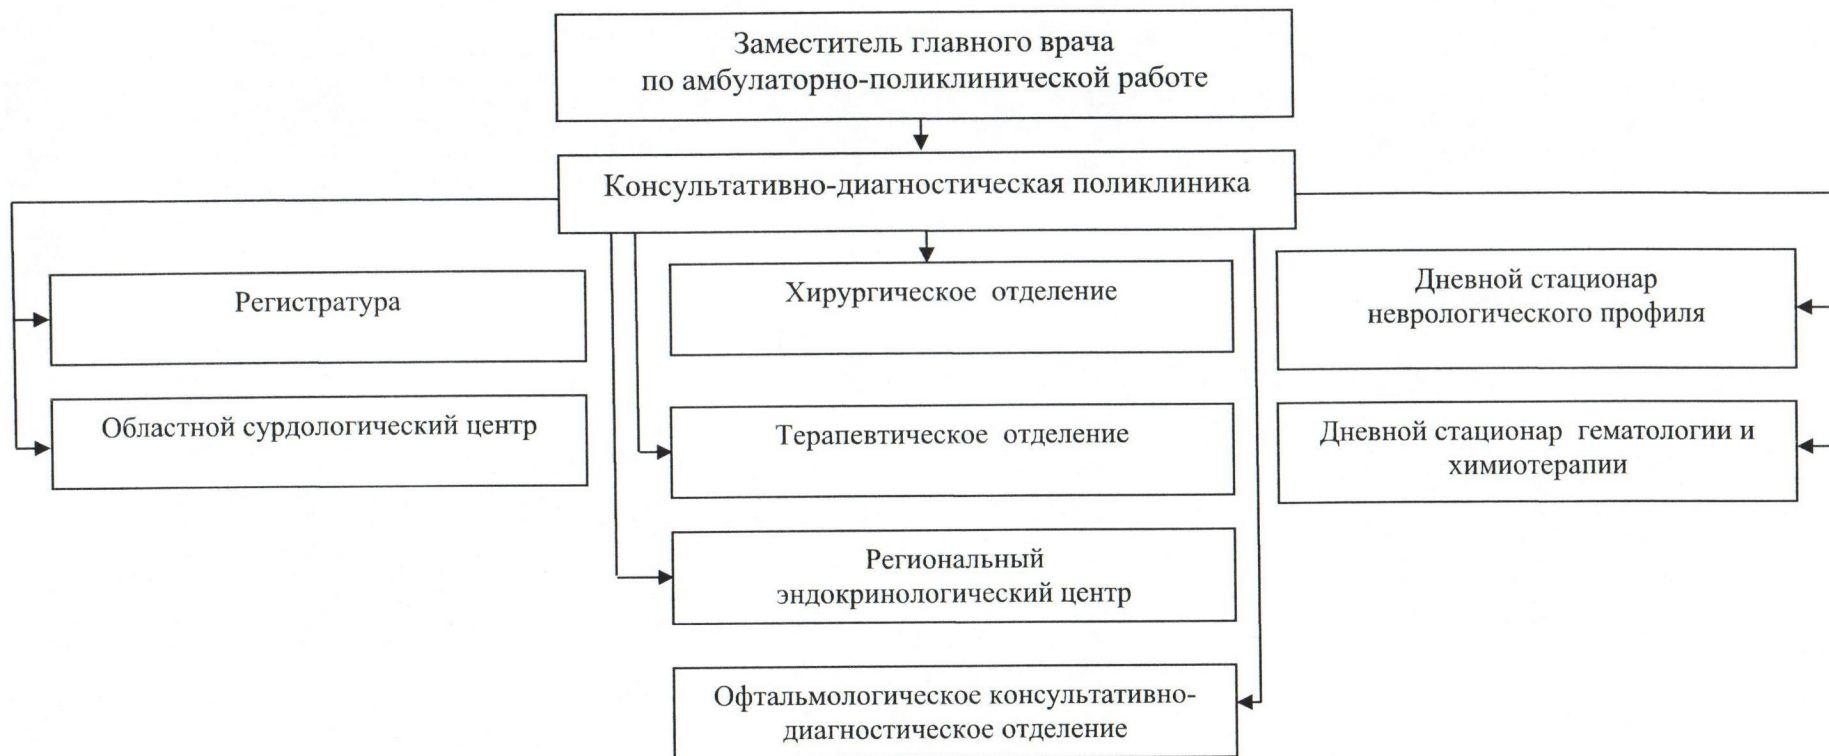 Заместитель главного врача
по амбулаторно-поликлинической работе
Консультативно-диагностическая поликлиника
Регистратура
Областной сурдологический центр
Хирургическое отделение
Терапевтическое отделение
Региональный
эндокринологический центр
Офтальмологическое консультативно-
диагностическое отделение
Дневной стационар
неврологического профиля
Дневной стационар гематологии и
химиотерапии